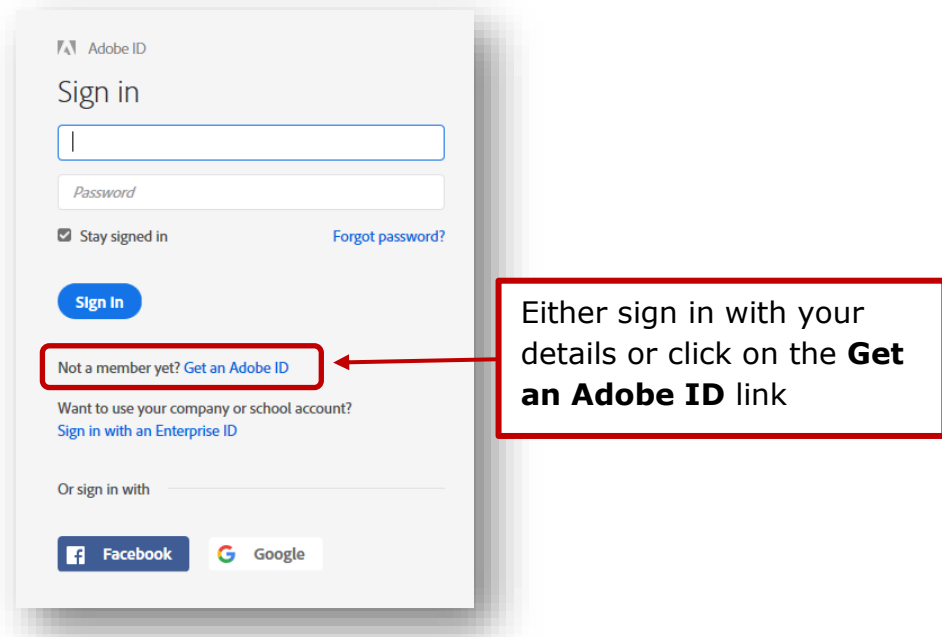 Adobe ID
Sign in
Password
Stay signed in
Forgot password?
Sign In
Not a member yet? Get an Adobe ID
Want to use your company or school account?
Sign in with an Enterprise ID
Or sign in with
Facebook
Google
Either sign in with your
details or click on the Get
an Adobe ID link